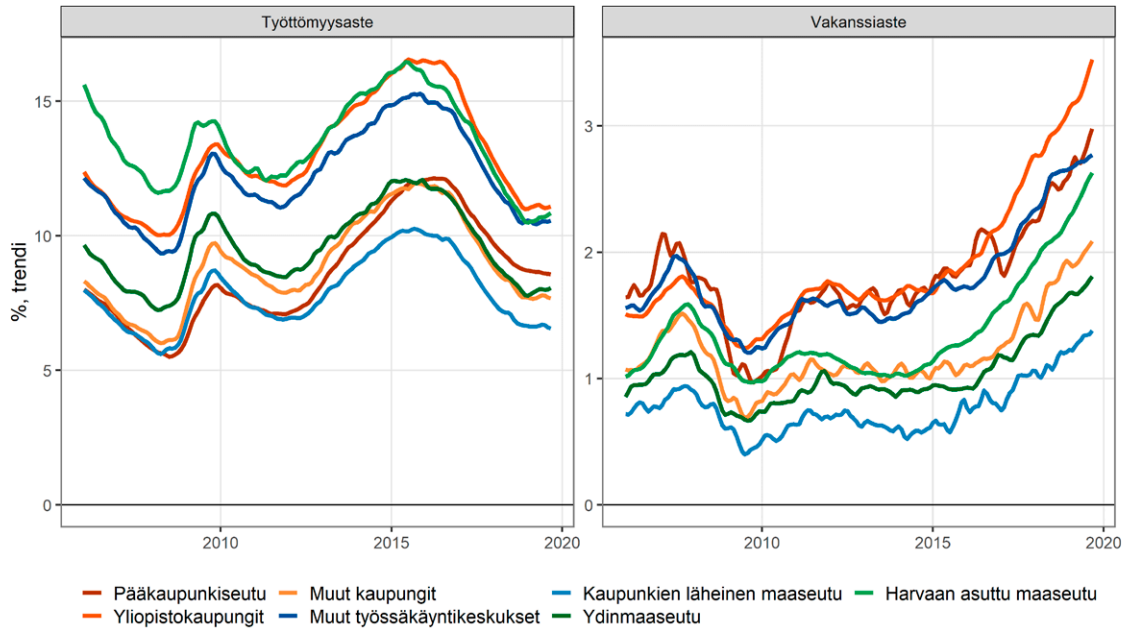 Työttömyysaste
Vakanssiaste
%, trendi
15
10
5
0
3
2
1
0
2010
2015
2020
2010
2015
2020
Pääkaupunkiseutu
Muut kaupungit
Kaupunkien läheinen maaseutu
Harvaan asuttu maaseutu
Yliopistokaupungit
Muut työssäkäyntikeskukset
Ydinmaaseutu